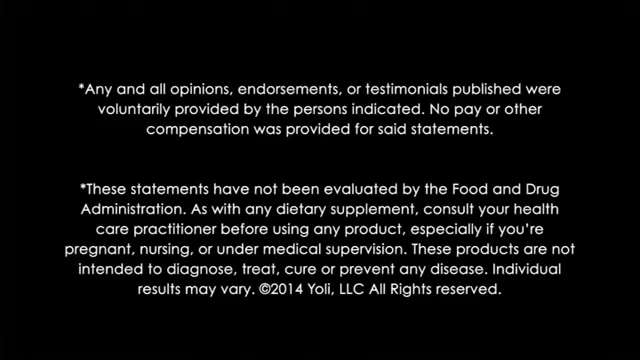 *Any and all opinions, endorsements, or testimonials published were
voluntarily provided by the persons indicated. No pay or other
compensation was provided for said statements.
*These statements have not been evaluated by the Food and Drug
Administration. As with any dietary supplement, consult your health
care practitioner before using any product, especially if you're
pregnant, nursing, or under medical supervision. These products are not
intended to diagnose, treat, cure or prevent any disease. Individual
results may vary. ©2014 Yoli, LLC All Rights reserved.